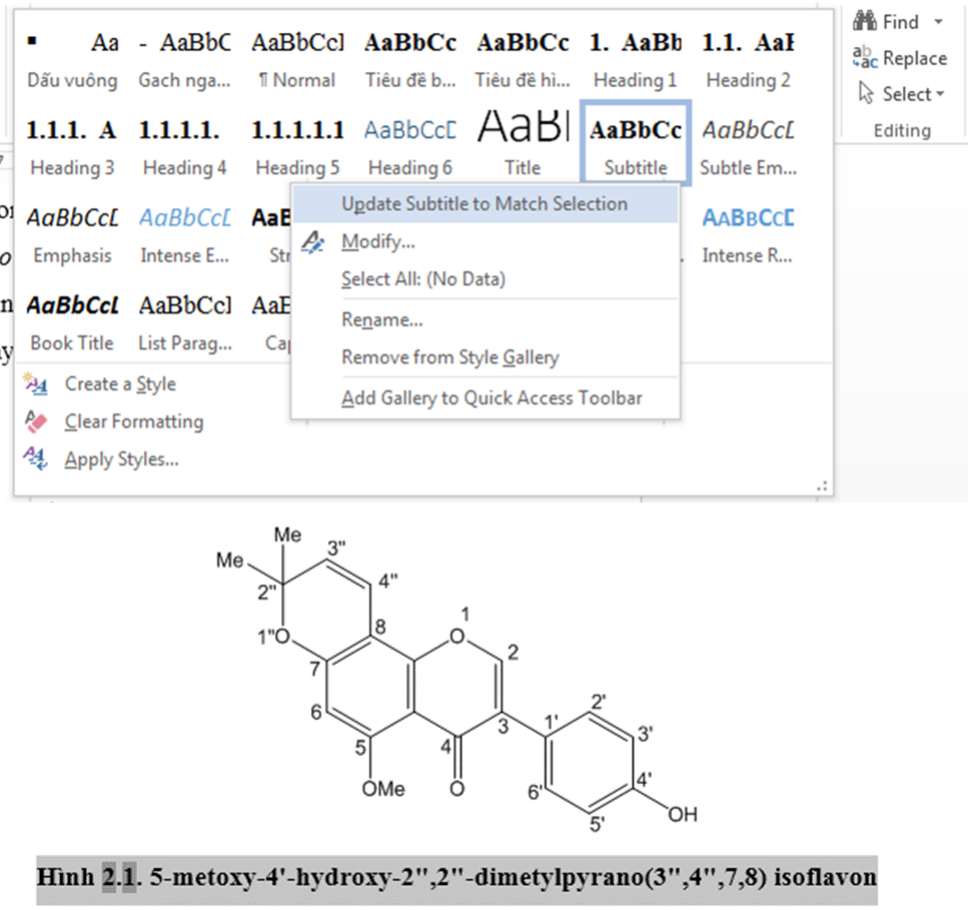 Aa - AaBbC AaBbCcI AaBbCc AaBbCc 1. AaBb 1.1. AaI
Dấu vuông Gạch nga... ¶ Normal Tiêu đề b... Tiêu đề hì... Heading 1 Heading 2
1.1.1. A 1.1.1.1. 1.1.1.1.1 AaBbCcD AaBl AaBbCc AaBbCcD
Heading 3 Heading 4 Heading 5 Heading 6 Title Subtitle Subtle Em...
AaBbCcD AaBbCcD AaE AABBCCD
Emphasis Intense E... Str Intense R...
AaBbCcD AaBbCcI AaE
Book Title List Parag... Cap
Create a Style
Clear Formatting
Apply Styles...
Update Subtitle to Match Selection
Modify...
Select All: (No Data)
Rename...
Remove from Style Gallery
Add Gallery to Quick Access Toolbar
Find
Replace
Select
Editing
Me
Me
3"
4"
2"
1"O
8
O
1
2
7
6
5
4
3
1'
2'
3'
4'
5'
6'
OMe
O
OH
Hình 2.1. 5-metoxy-4'-hydroxy-2",2"-dimetylpyrano(3",4",7,8) isoflavon